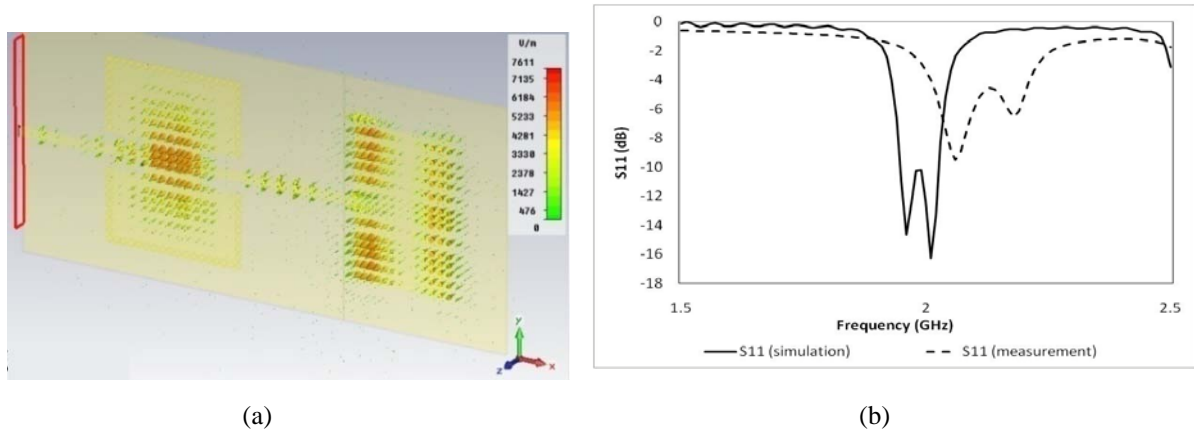 V/m
7611
7135
6184
5233
4281
3330
2378
1427
476
0
y
z
x
(a)
0
-2
-4
-6
-8
-10
-12
-14
-16
-18
S11 (dB)
1.5
2
2.5
Frequency (GHz)
S11 (simulation)
S11 (measurement)
(b)